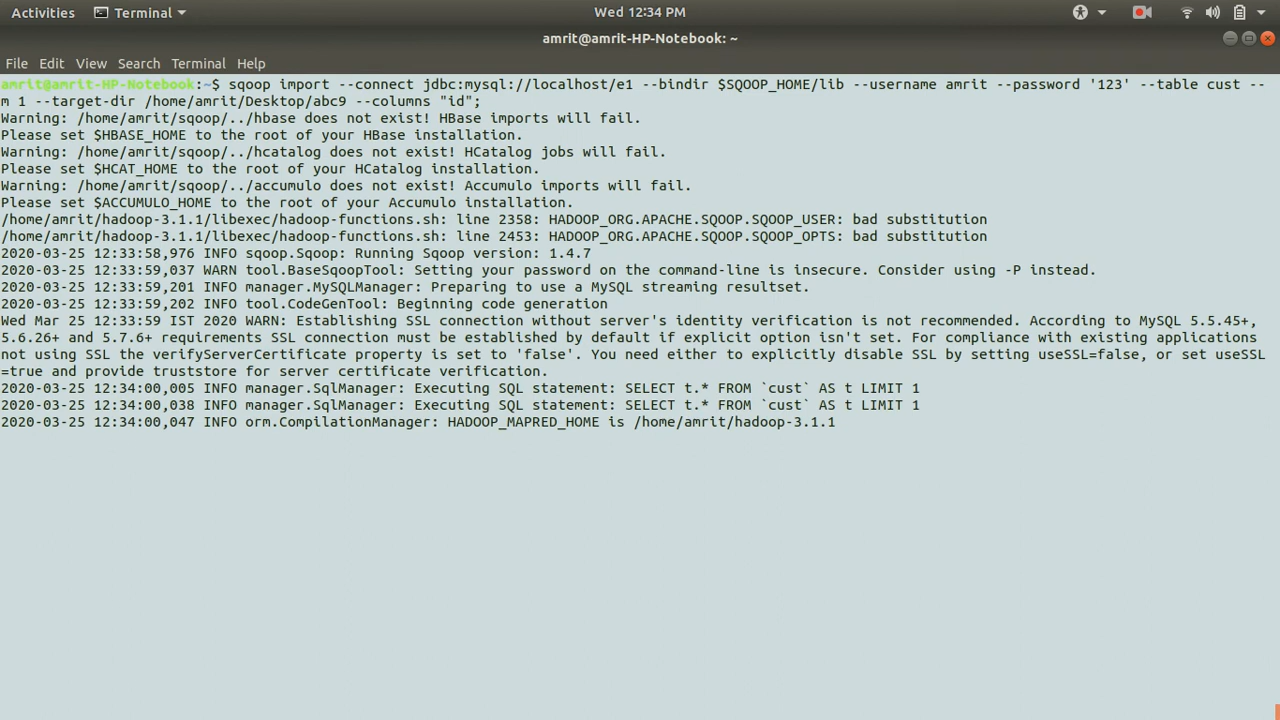 Activities Terminal Wed 12:34 PM
amrit@amrit-HP-Notebook: ~
File Edit View Search Terminal Help
amrit@amrit-HP-Notebook:~$ sqoop import --connect jdbc:mysql://localhost/e1 --bindir $SQOOP_HOME/lib --username amrit --password '123' --table cust --
m 1 --target-dir /home/amrit/Desktop/abc9 --columns "id";
Warning: /home/amrit/sqoop/../hbase does not exist! HBase imports will fail.
Please set $HBASE_HOME to the root of your HBase installation.
Warning: /home/amrit/sqoop/../hcatalog does not exist! HCatalog jobs will fail.
Please set $HCAT_HOME to the root of your HCatalog installation.
Warning: /home/amrit/sqoop/../accumulo does not exist! Accumulo imports will fail.
Please set $ACCUMULO_HOME to the root of your Accumulo installation.
/home/amrit/hadoop-3.1.1/libexec/hadoop-functions.sh: line 2358: HADOOP_ORG.APACHE.SQOOP.SQOOP_USER: bad substitution
/home/amrit/hadoop-3.1.1/libexec/hadoop-functions.sh: line 2453: HADOOP_ORG.APACHE.SQOOP.SQOOP_OPTS: bad substitution
2020-03-25 12:33:58,976 INFO sqoop.Sqoop: Running Sqoop version: 1.4.7
2020-03-25 12:33:59,037 WARN tool.BaseSqoopTool: Setting your password on the command-line is insecure. Consider using -P instead.
2020-03-25 12:33:59,201 INFO manager.MySQLManager: Preparing to use a MySQL streaming resultset.
2020-03-25 12:33:59,202 INFO tool.CodeGenTool: Beginning code generation
Wed Mar 25 12:33:59 IST 2020 WARN: Establishing SSL connection without server's identity verification is not recommended. According to MySQL 5.5.45+,
5.6.26+ and 5.7.6+ requirements SSL connection must be established by default if explicit option isn't set. For compliance with existing applications
not using SSL the verifyServerCertificate property is set to 'false'. You need either to explicitly disable SSL by setting useSSL=false, or set useSSL
=true and provide truststore for server certificate verification.
2020-03-25 12:34:00,005 INFO manager.SqlManager: Executing SQL statement: SELECT t.* FROM `cust` AS t LIMIT 1
2020-03-25 12:34:00,038 INFO manager.SqlManager: Executing SQL statement: SELECT t.* FROM `cust` AS t LIMIT 1
2020-03-25 12:34:00,047 INFO orm.CompilationManager: HADOOP_MAPRED_HOME is /home/amrit/hadoop-3.1.1